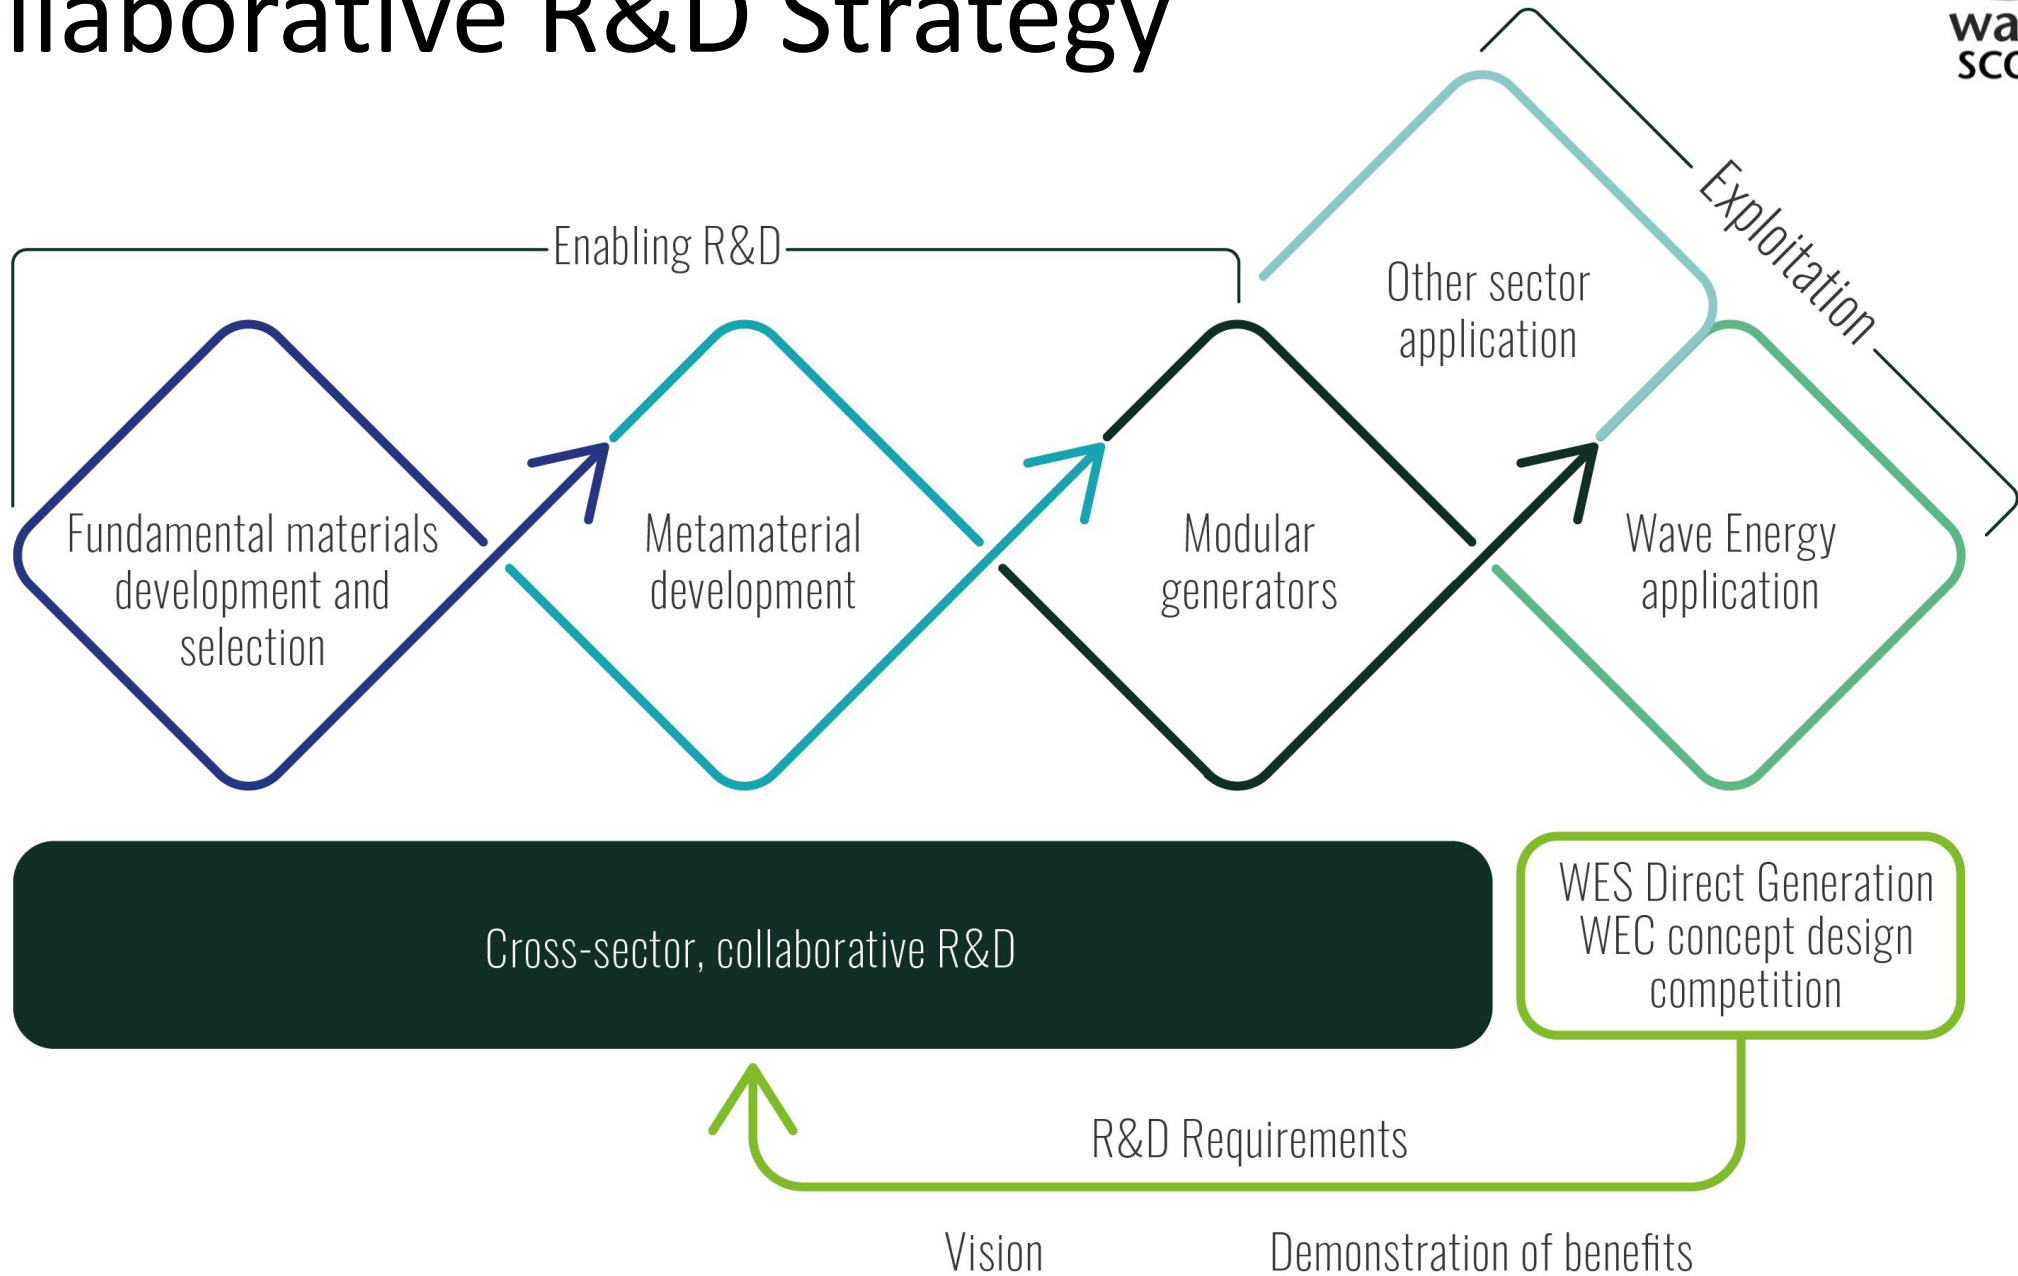 llaborative R&D Strategy
wa
sco
Enabling R&D
Exploitation
Other sector
application
Fundamental materials
development and
selection
Metamaterial
development
Modular
generators
Wave Energy
application
Cross-sector, collaborative R&D
WES Direct Generation
WEC concept design
competition
R&D Requirements
Vision
Demonstration of benefits